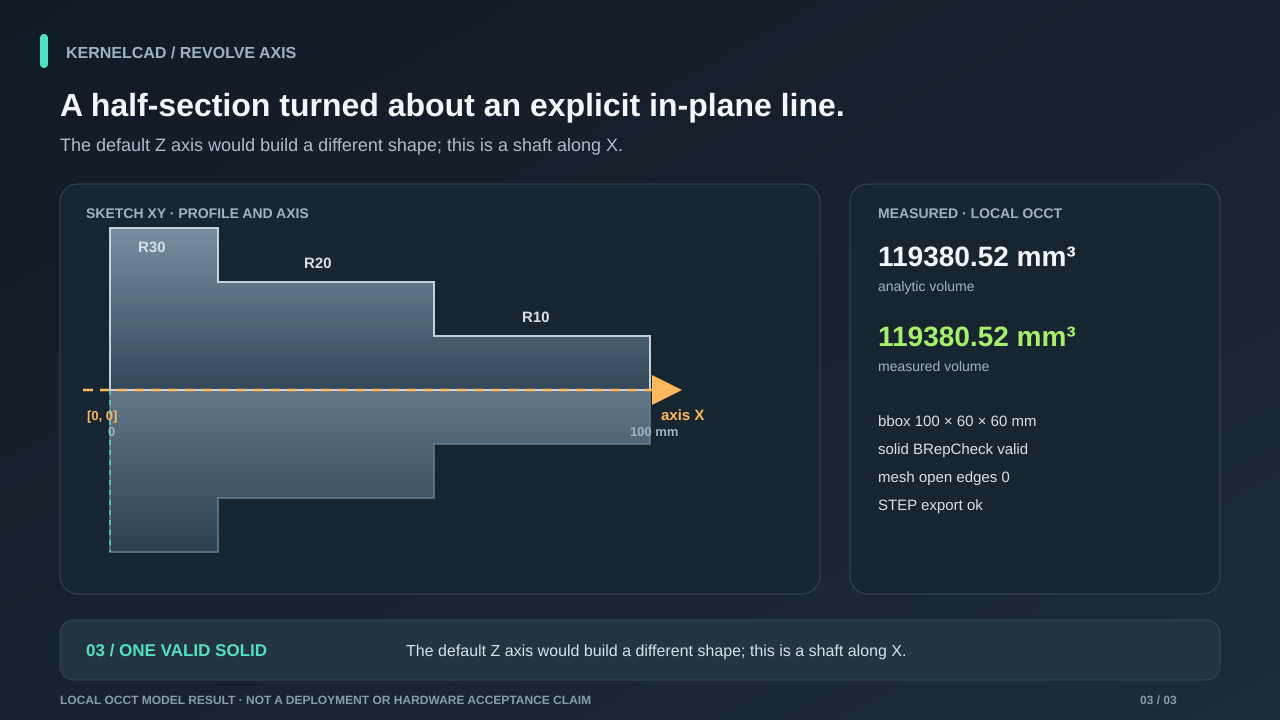 KERNELCAD / REVOLVE AXIS
A half-section turned about an explicit in-plane line.
The default Z axis would build a different shape; this is a shaft along X.
SKETCH XY · PROFILE AND AXIS
R30
R20
R10
[0, 0]
axis X
0
100 mm
MEASURED · LOCAL OCCT
119380.52 mm³
analytic volume
119380.52 mm³
measured volume
bbox 100 × 60 × 60 mm
solid BRepCheck valid
mesh open edges 0
STEP export ok
03 / ONE VALID SOLID
The default Z axis would build a different shape; this is a shaft along X.
LOCAL OCCT MODEL RESULT · NOT A DEPLOYMENT OR HARDWARE ACCEPTANCE CLAIM
03 / 03